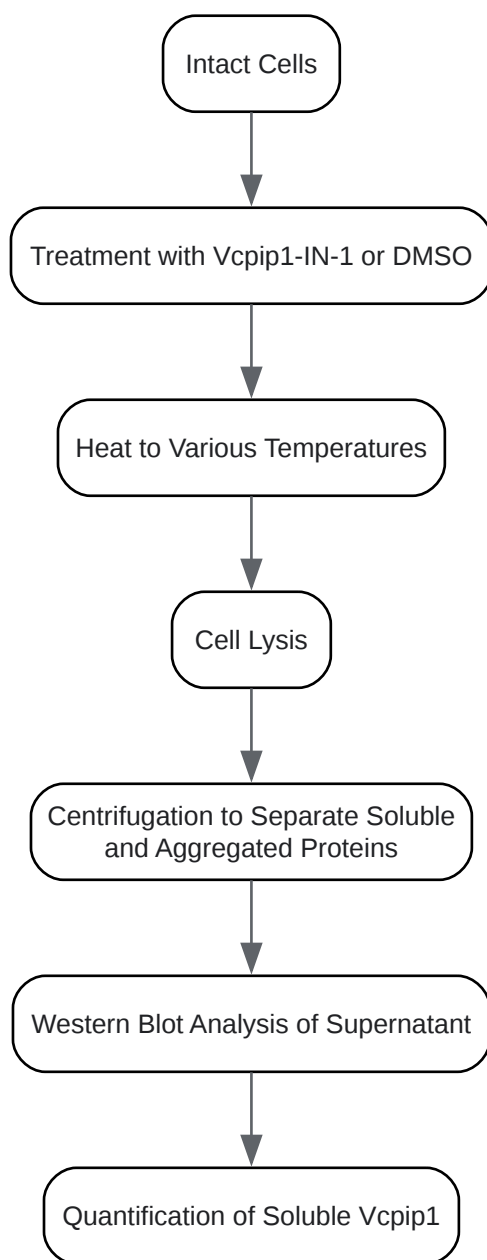 Intact Cells
Treatment with Vcpip1-IN-1 or DMSO
Heat to Various Temperatures
Cell Lysis
Centrifugation to Separate Soluble
and Aggregated Proteins
Western Blot Analysis of Supernatant
Quantification of Soluble Vcpip1